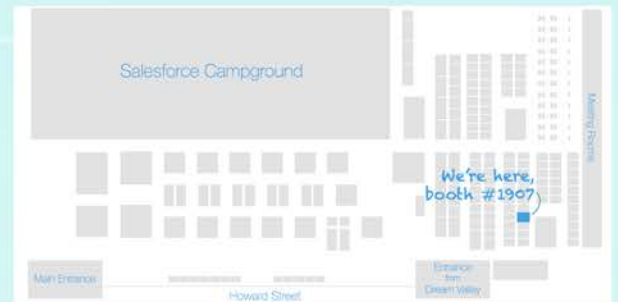 Salesforce Campground
Meeting Rooms
We're here,
booth #1907
Main Entrance
Entrance
from
Dream Valley
Howard Street